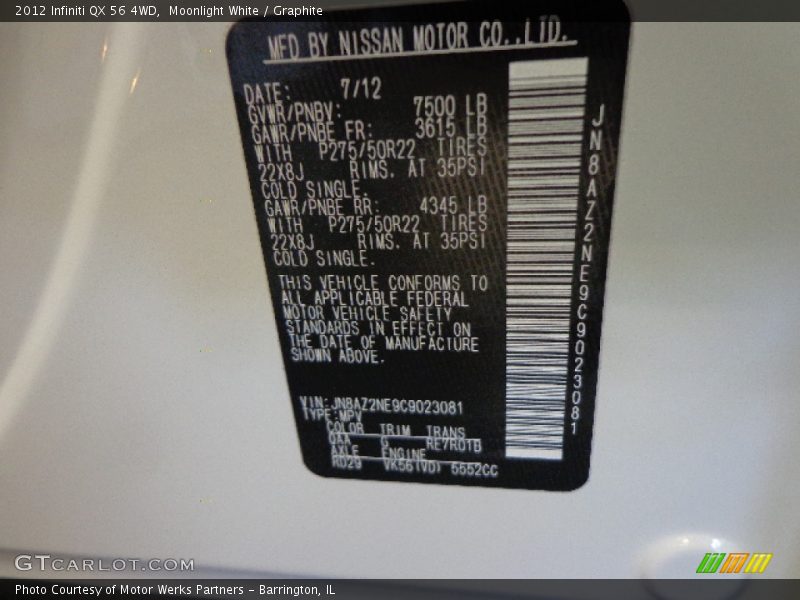 2012 Infiniti QX 56 4WD,  Moonlight White / Graphite
MFD BY NISSAN MOTOR CO.,LTD.
DATE: 7/12
GVWR/PNBV: 7500 LB
GAWR/PNBE FR: 3615 LB
WITH P275/50R22 TIRES
22X8J RIMS. AT 35PSI
COLD SINGLE.
GAWR/PNBE RR: 4345 LB
WITH P275/50R22 TIRES
22X8J RIMS. AT 35PSI
COLD SINGLE.
THIS VEHICLE CONFORMS TO
ALL APPLICABLE FEDERAL
MOTOR VEHICLE SAFETY
STANDARDS IN EFFECT ON
THE DATE OF MANUFACTURE
SHOWN ABOVE.
VIN:JN8AZ2NE9C9023081
TYPE:MPV
COLOR TRIM TRANS
QAA G RE7R01B
AXLE ENGINE
RD29 VK56(VD) 5552CC
JN8AZ2NE9C9023081
GTCARLOT.COM
Photo Courtesy of Motor Werks Partners - Barrington, IL